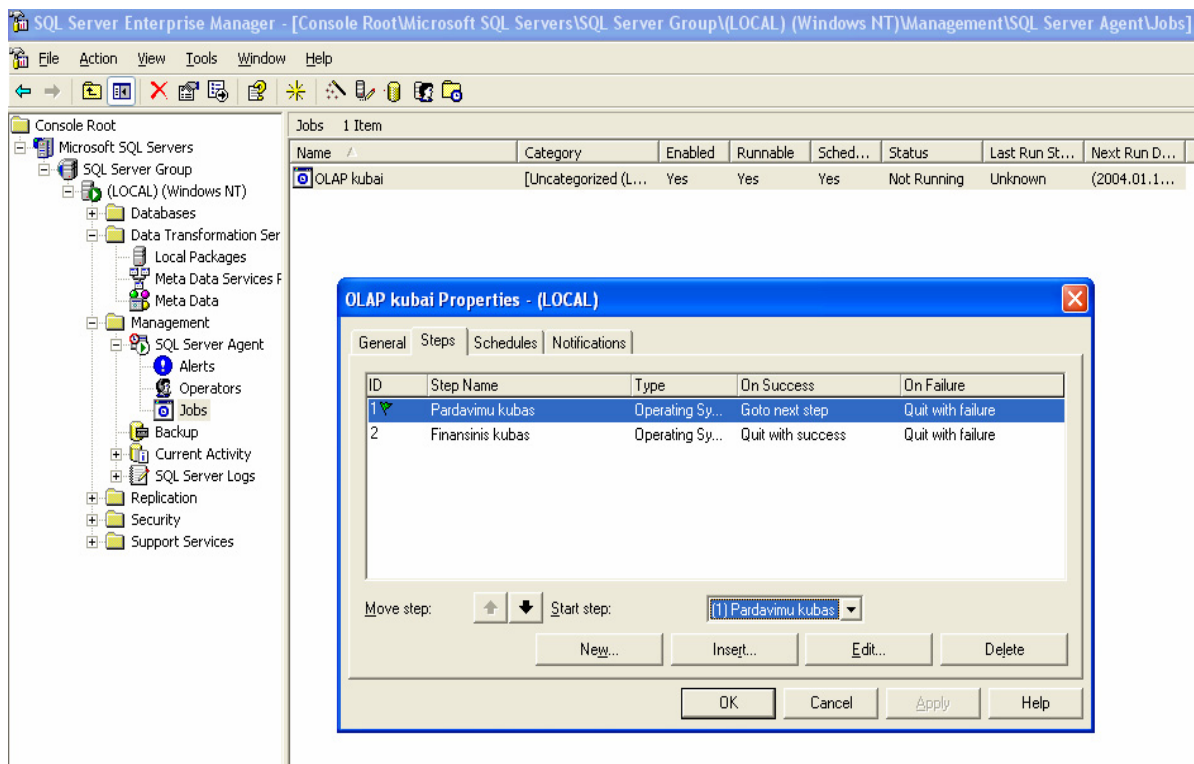 SQL Server Enterprise Manager - [Console Root\Microsoft SQL Servers\SQL Server Group\(LOCAL) (Windows NT)\Management\SQL Server Agent\Jobs]
File Action View Tools Window Help
Console Root
Microsoft SQL Servers
SQL Server Group
(LOCAL) (Windows NT)
Databases
Data Transformation Ser
Local Packages
Meta Data Services F
Meta Data
Management
SQL Server Agent
Alerts
Operators
Jobs
Backup
Current Activity
SQL Server Logs
Replication
Security
Support Services
Jobs 1 Item
Name Category Enabled Runnable Sched... Status Last Run St... Next Run D...
OLAP kubai [Uncategorized (L... Yes Yes Yes Not Running Unknown (2004.01.1...
OLAP kubai Properties - (LOCAL)
General Steps Schedules Notifications
ID Step Name Type On Success On Failure
1 Pardavimu kubas Operating Sy... Goto next step Quit with failure
2 Finansinis kubas Operating Sy... Quit with success Quit with failure
Move step: Start step: (1) Pardavimu kubas
New... Insert... Edit... Delete
OK Cancel Apply Help